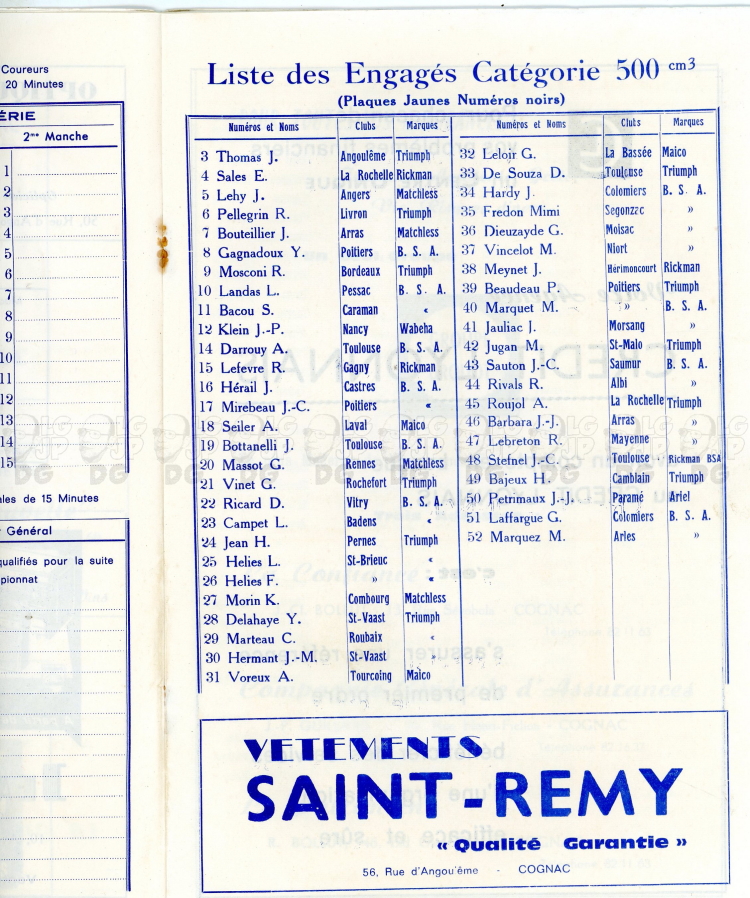 Coureurs
20 Minutes
ÉRIE
2me Manche
1
2
3
4
5
6
7
8
9
10
11
12
13
14
15
ales de 15 Minutes
Général
qualifiés pour la suite
pionnat
Liste des Engagés Catégorie 500 cm3
(Plaques Jaunes Numéros noirs)
Numéros et Noms Clubs Marques
3 Thomas J. Angoulême Triumph
4 Sales E. La Rochelle Rickman
5 Lehy J. Angers Matchless
6 Pellegrin R. Livron Triumph
7 Bouteillier J. Arras Matchless
8 Gagnadoux Y. Poitiers B. S. A.
9 Mosconi R. Bordeaux Triumph
10 Landas L. Pessac B. S. A.
11 Bacou S. Caraman «
12 Klein J.-P. Nancy Wabeha
14 Darrouy A. Toulouse B. S. A.
15 Lefevre R. Gagny Rickman
16 Hérail J. Castres B. S. A.
17 Mirebeau J.-C. Poitiers «
18 Seiler A. Laval Maico
19 Bottanelli J. Toulouse B. S. A.
20 Massot G. Rennes Matchless
21 Vinet G. Rochefort Triumph
22 Ricard D. Vitry B. S. A.
23 Campet L. Badens «
24 Jean H. Pernes Triumph
25 Helies L. St-Brieuc «
26 Helies F. » «
27 Morin K. Combourg Matchless
28 Delahaye Y. St-Vaast Triumph
29 Marteau C. Roubaix «
30 Hermant J.-M. St-Vaast »
31 Voreux A. Tourcoing Maico
Numéros et Noms Clubs Marques
32 Leloir G. La Bassée Maico
33 De Souza D. Toulouse Triumph
34 Hardy J. Colomiers B. S. A.
35 Fredon Mimi Segonzac »
36 Dieuzayde G. Moisac »
37 Vincelot M. Niort »
38 Meynet J. Hérimoncourt Rickman
39 Beaudeau P. Poitiers Triumph
40 Marquet M. » B. S. A.
41 Jauliac J. Morsang »
42 Jugan M. St-Malo Triumph
43 Sauton J.-C. Saumur B. S. A.
44 Rivals R. Albi »
45 Roujol A. La Rochelle Triumph
46 Barbara J.-J. Arras »
47 Lebreton R. Mayenne »
48 Stefnel J.-C. Toulouse Rickman BSA
49 Bajeux H. Camblain Triumph
50 Petrimaux J.-J. Paramé Ariel
51 Laffargue G. Colomiers B. S. A.
52 Marquez M. Arles »
VETEMENTS
SAINT-REMY
« Qualité Garantie »
56, Rue d'Angou'ême - COGNAC